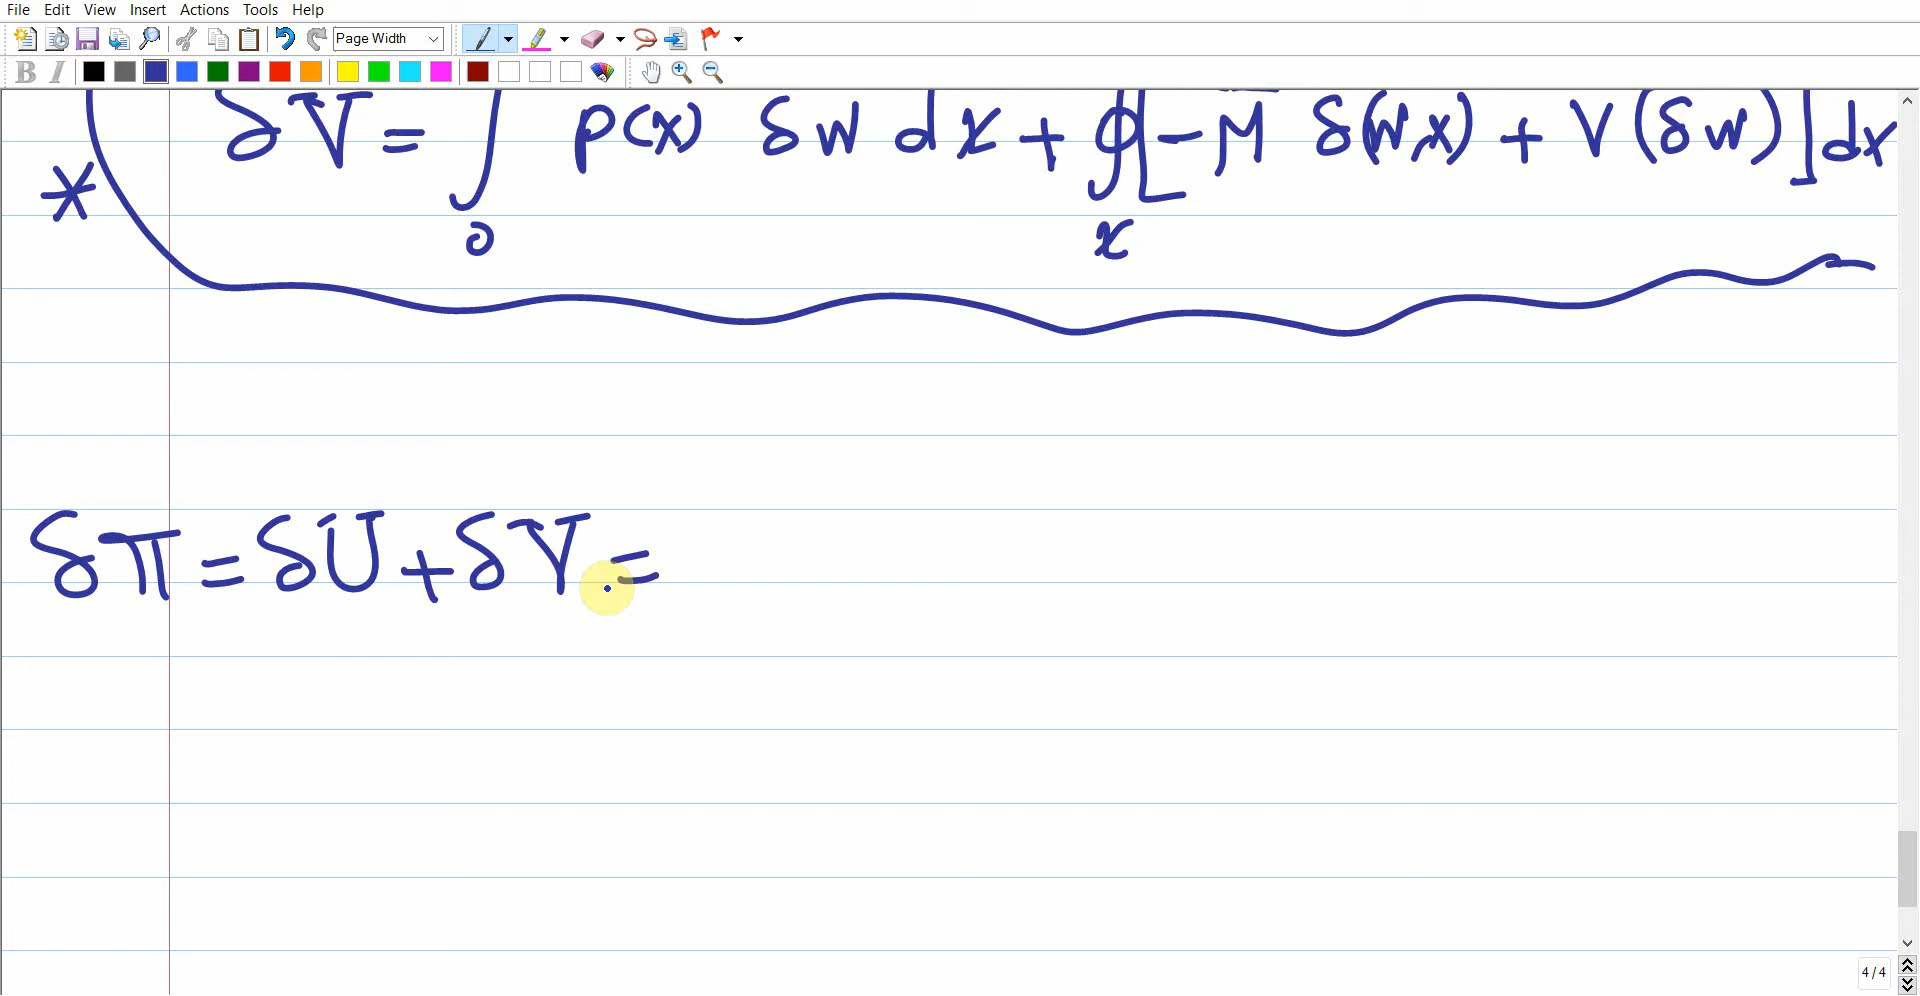 File Edit View Insert Actions Tools Help
Page Width
B I
δV = ∫ p(x) δw dx + ∮[-M̅ δ(w,x) + V(δw)]dx
* 0 x
δπ = δU + δV =
4/4